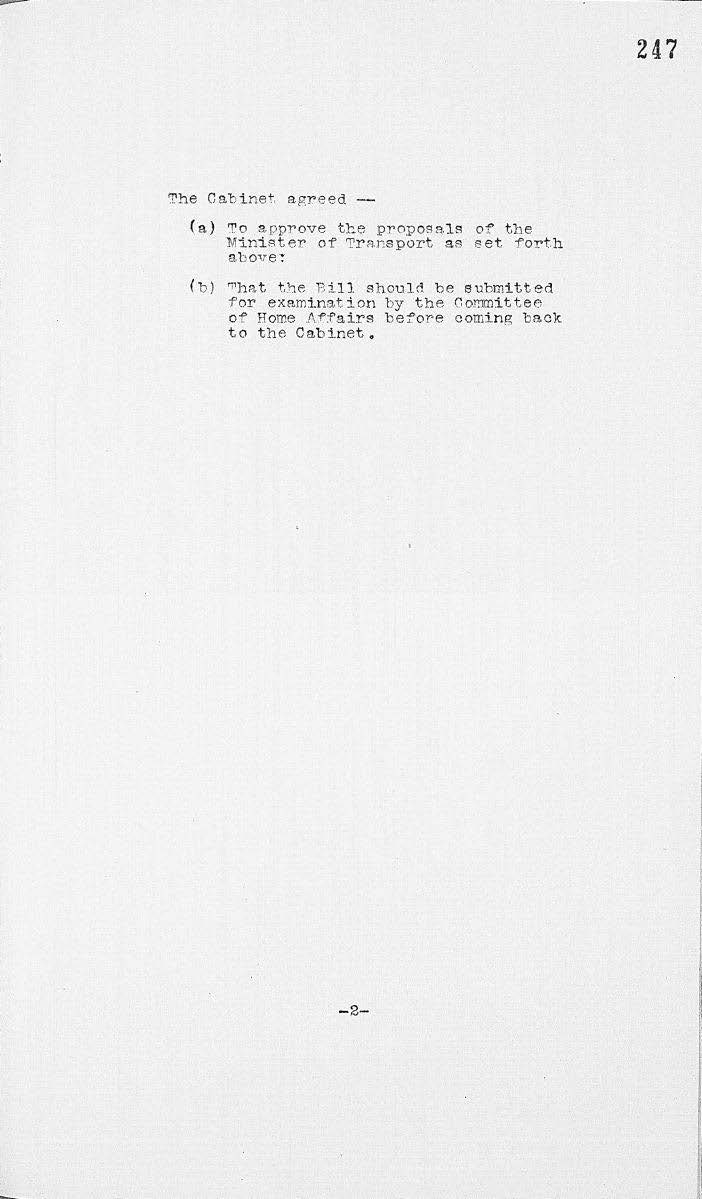 247
The Cabinet agreed —
(a) To approve the proposals of the
Minister of Transport as set forth
above:
(b) That the Bill should be submitted
for examination by the Committee
of Home Affairs before coming back
to the Cabinet.
-2-